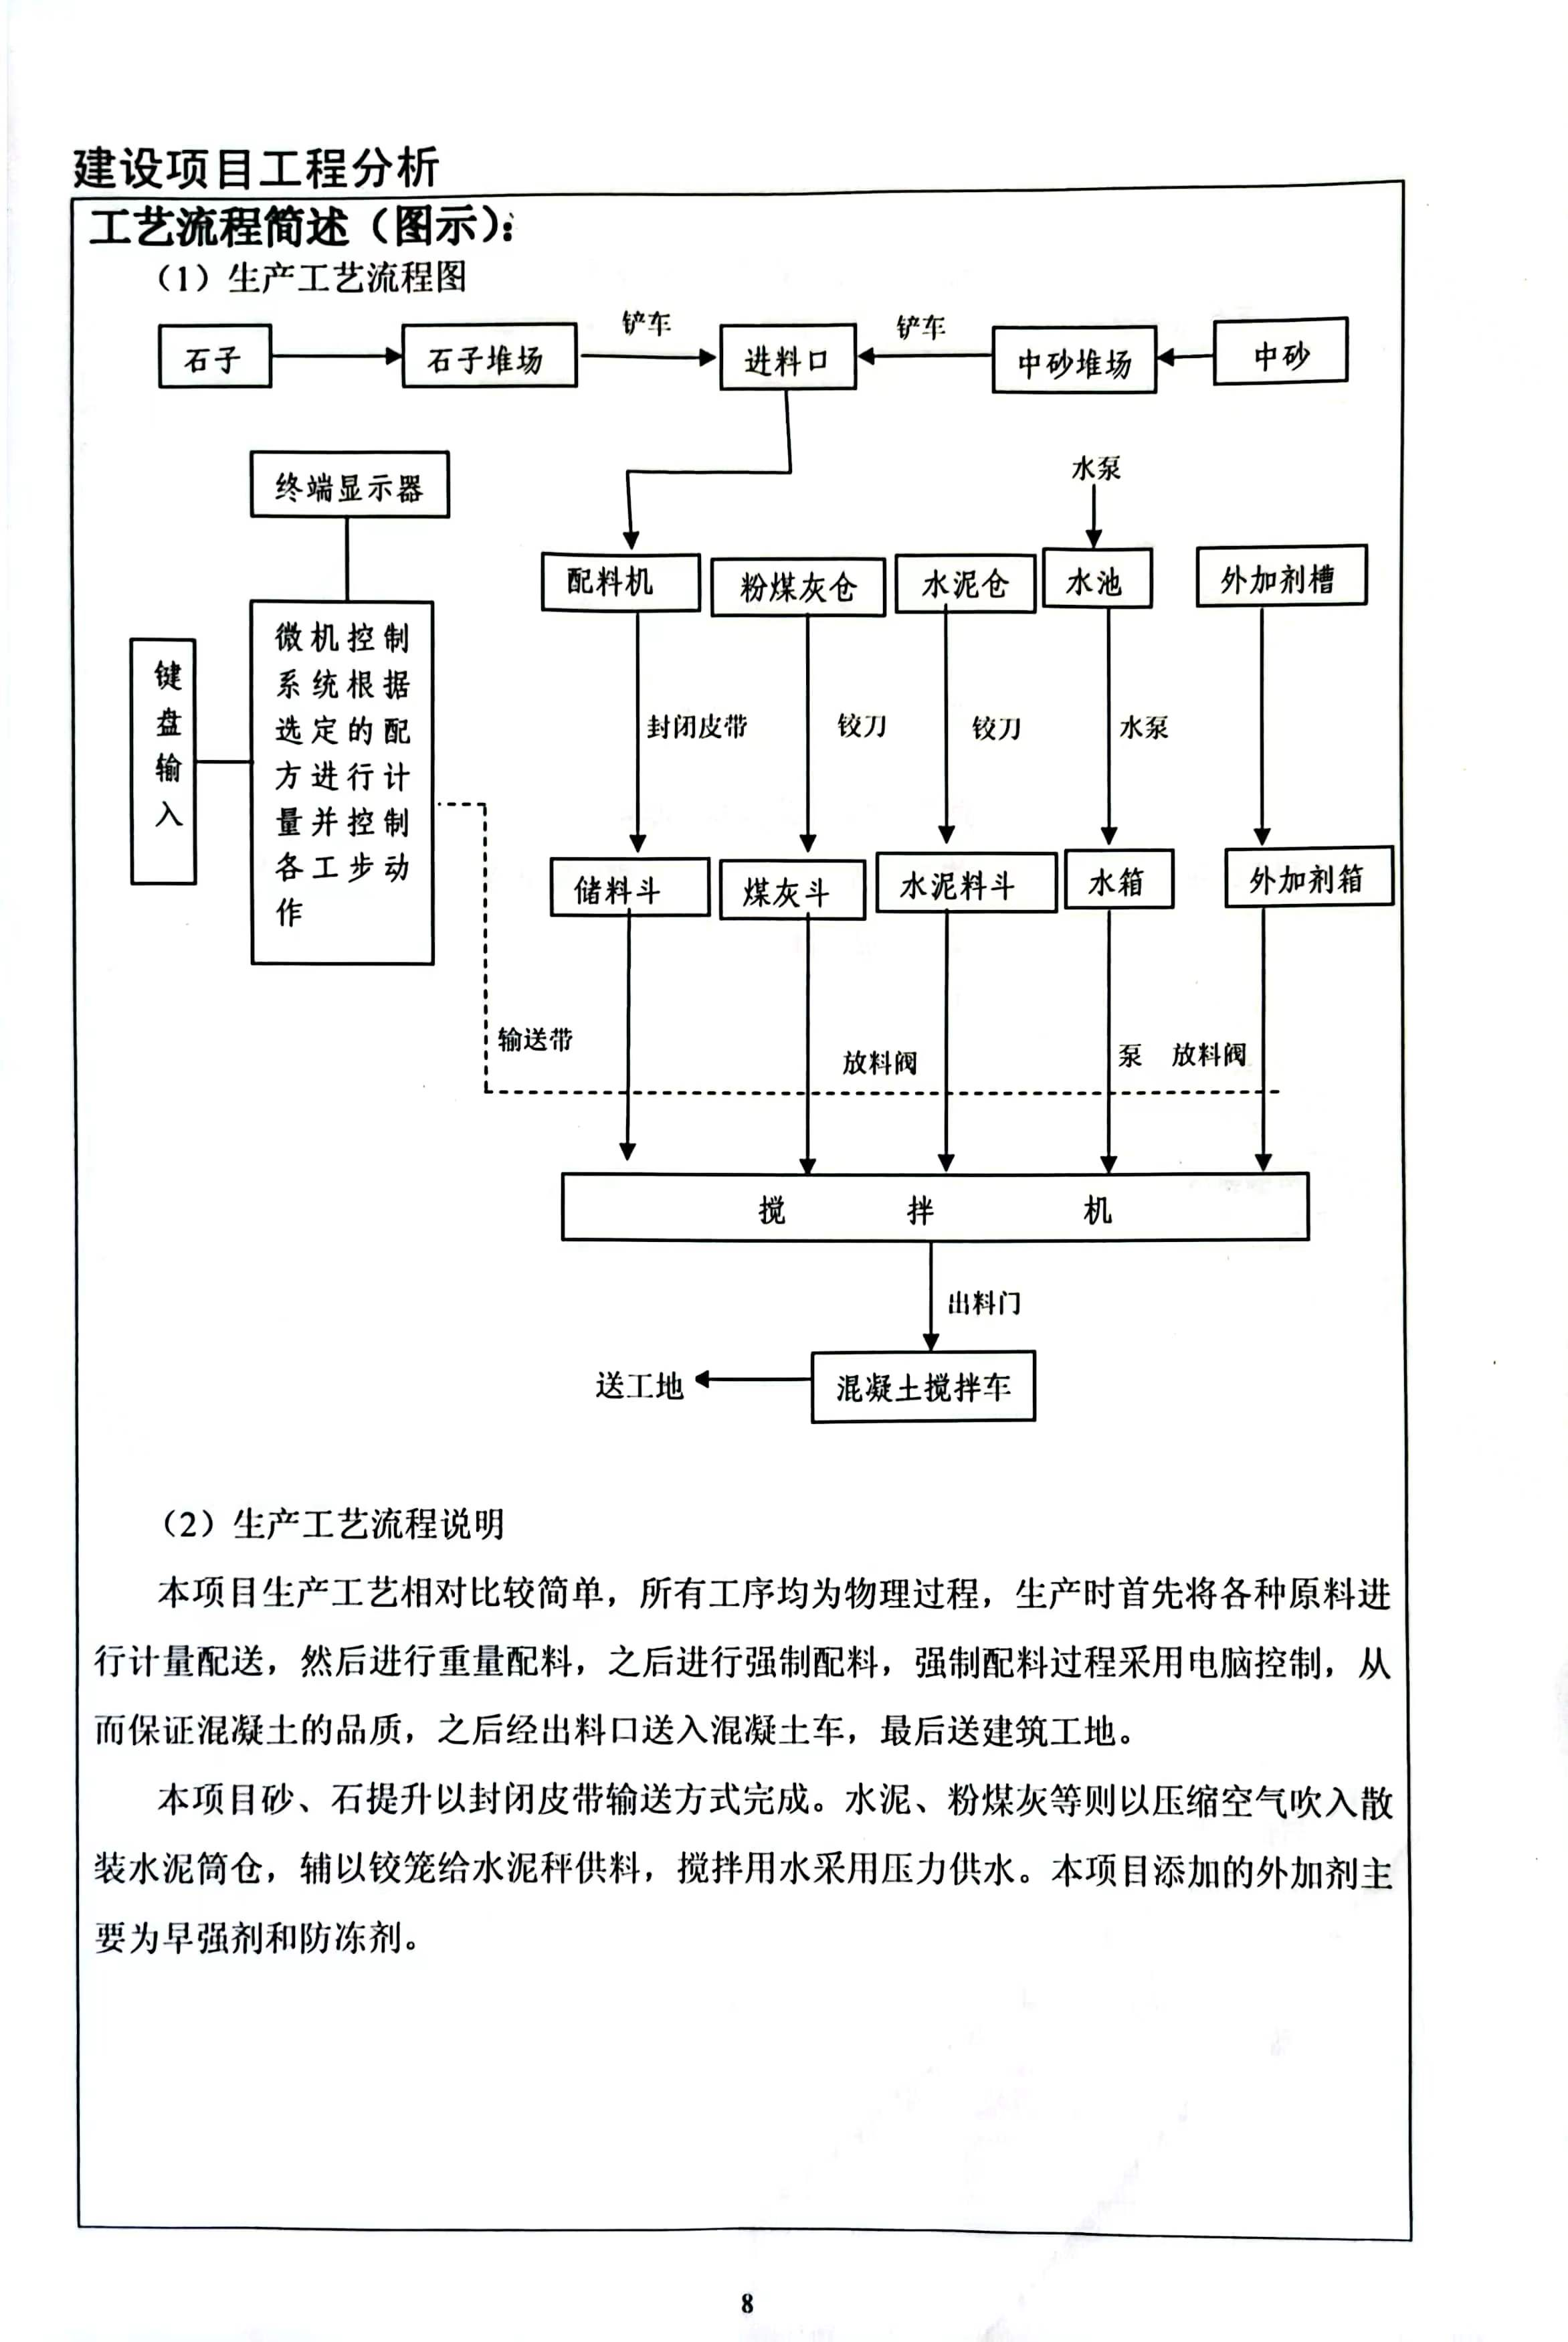 建设项目工程分析
工艺流程简述（图示）：
（1）生产工艺流程图
铲车
铲车
石子
石子堆场
进料口
中砂堆场
中砂
终端显示器
水泵
配料机
粉煤灰仓
水泥仓
水池
外加剂槽
键盘输入
微机控制
系统根据
选定的配
方进行计
量并控制
各工步动
作
封闭皮带
铰刀
铰刀
水泵
储料斗
煤灰斗
水泥料斗
水箱
外加剂箱
输送带
放料阀
泵
放料阀
搅拌机
出料门
送工地
混凝土搅拌车
（2）生产工艺流程说明
本项目生产工艺相对比较简单，所有工序均为物理过程，生产时首先将各种原料进
行计量配送，然后进行重量配料，之后进行强制配料，强制配料过程采用电脑控制，从
而保证混凝土的品质，之后经出料口送入混凝土车，最后送建筑工地。
本项目砂、石提升以封闭皮带输送方式完成。水泥、粉煤灰等则以压缩空气吹入散
装水泥筒仓，辅以铰笼给水泥秤供料，搅拌用水采用压力供水。本项目添加的外加剂主
要为早强剂和防冻剂。
8